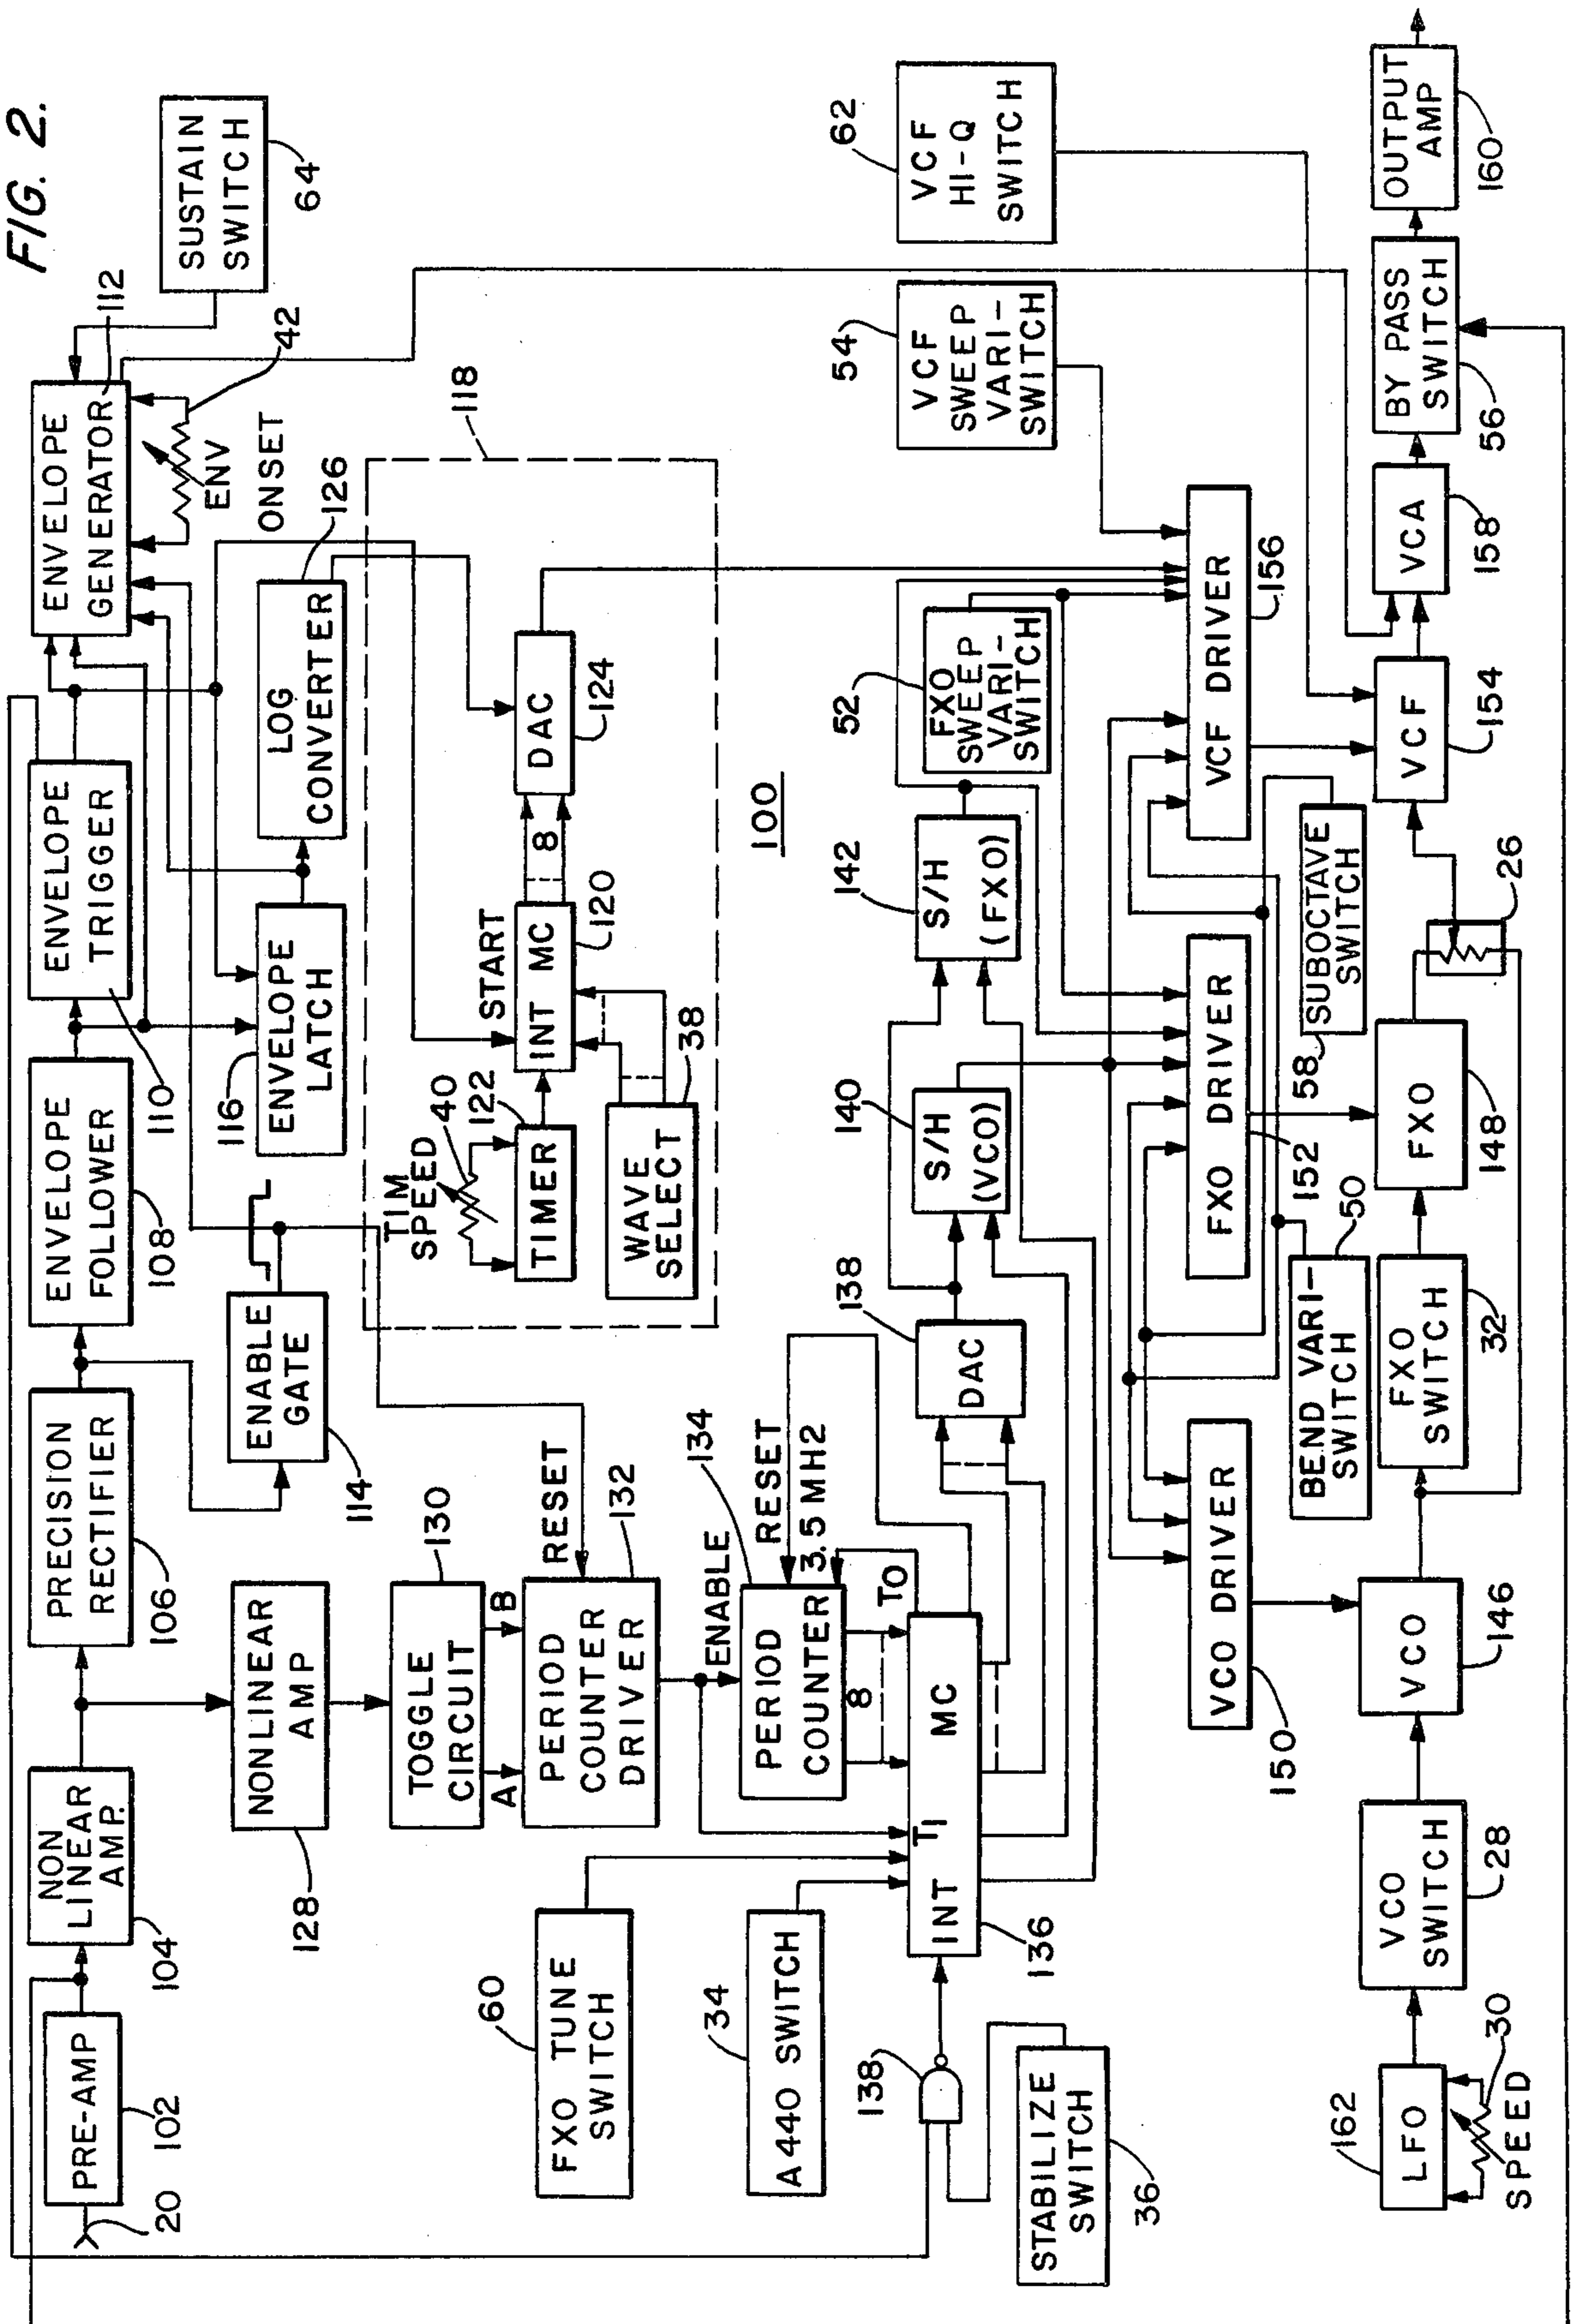 FIG. 2.
PRE-AMP
102
20
NON
LINEAR
AMP.
104
PRECISION
RECTIFIER
106
ENVELOPE
FOLLOWER
108
ENVELOPE
TRIGGER
110
ENVELOPE
GENERATOR
112
SUSTAIN
SWITCH
64
42
ENV
ONSET
ENABLE
GATE
114
ENVELOPE
LATCH
116
LOG
CONVERTER
126
118
NONLINEAR
AMP
128
TOGGLE
CIRCUIT
130
A
B
RESET
PERIOD
COUNTER
DRIVER
132
TIM
SPEED
40
TIMER
122
WAVE
SELECT
38
START
INT MC
120
8
DAC
124
100
FXO TUNE
SWITCH
60
A440 SWITCH
34
ENABLE
134
RESET
3.5 MH2
PERIOD
COUNTER
8
TO
INT
T1
MC
136
138
STABILIZE
SWITCH
36
DAC
138
S/H
(VCO)
140
S/H
(FXO)
142
FXO
SWEEP
VARI-
SWITCH
52
VCF
SWEEP
VARI-
SWITCH
54
VCF
HI-Q
SWITCH
62
VCO DRIVER
150
FXO DRIVER
152
VCF DRIVER
156
BEND VARI-
SWITCH
50
SUBOCTAVE
SWITCH
58
LFO
162
SPEED
30
VCO
SWITCH
28
VCO
146
FXO
SWITCH
32
FXO
148
26
VCF
154
VCA
158
BY PASS
SWITCH
56
OUTPUT
AMP
160